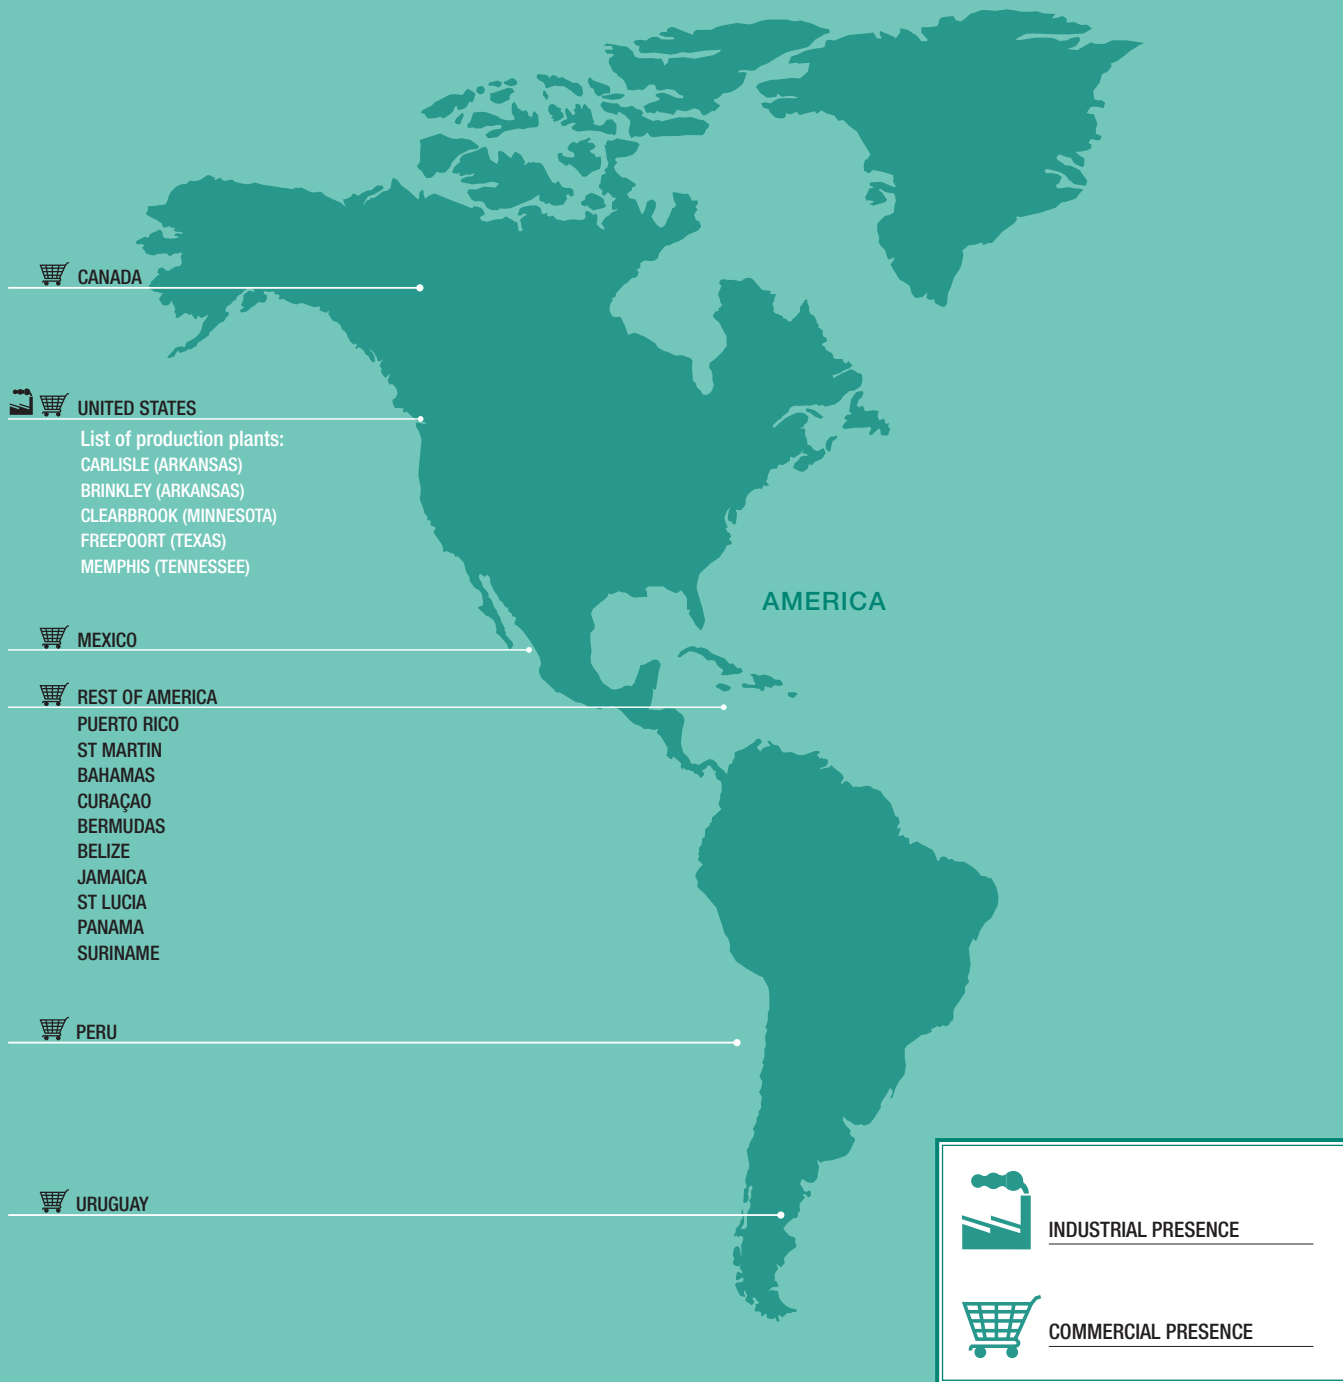 CANADA
UNITED STATES
List of production plants:
CARLISLE (ARKANSAS)
BRINKLEY (ARKANSAS)
CLEARBROOK (MINNESOTA)
FREEPOORT (TEXAS)
MEMPHIS (TENNESSEE)
AMERICA
MEXICO
REST OF AMERICA
PUERTO RICO
ST MARTIN
BAHAMAS
CURAÇAO
BERMUDAS
BELIZE
JAMAICA
ST LUCIA
PANAMA
SURINAME
PERU
URUGUAY
INDUSTRIAL PRESENCE
COMMERCIAL PRESENCE